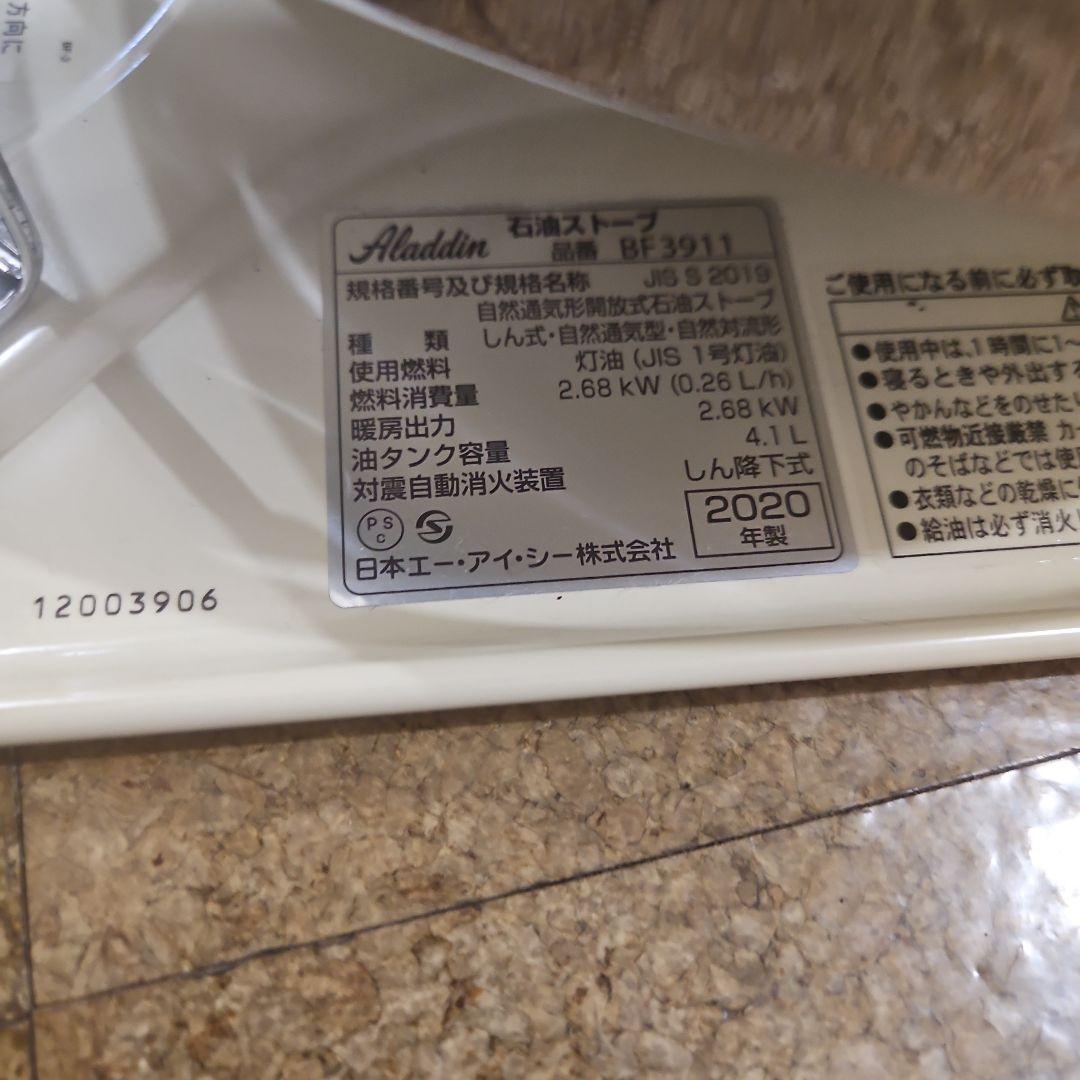 方向に
Aladdin 石油ストーブ
品番 BF3911
規格番号及び規格名称 JIS S 2019
自然通気形開放式石油ストーブ
種類 しん式・自然通気型・自然対流形
使用燃料 灯油 (JIS 1号灯油)
燃料消費量 2.68 kW (0.26 L/h)
暖房出力 2.68 kW
油タンク容量 4.1 L
対震自動消火装置 しん降下式
PS
C
2020
年製
日本エー・アイ・シー株式会社
12003906
ご使用になる前に必ず取
●使用中は、1時間に1～
●寝るときや外出する
●やかんなどをのせたり
●可燃物近接厳禁 カー
のそばなどでは使用
●衣類などの乾燥に
●給油は必ず消火